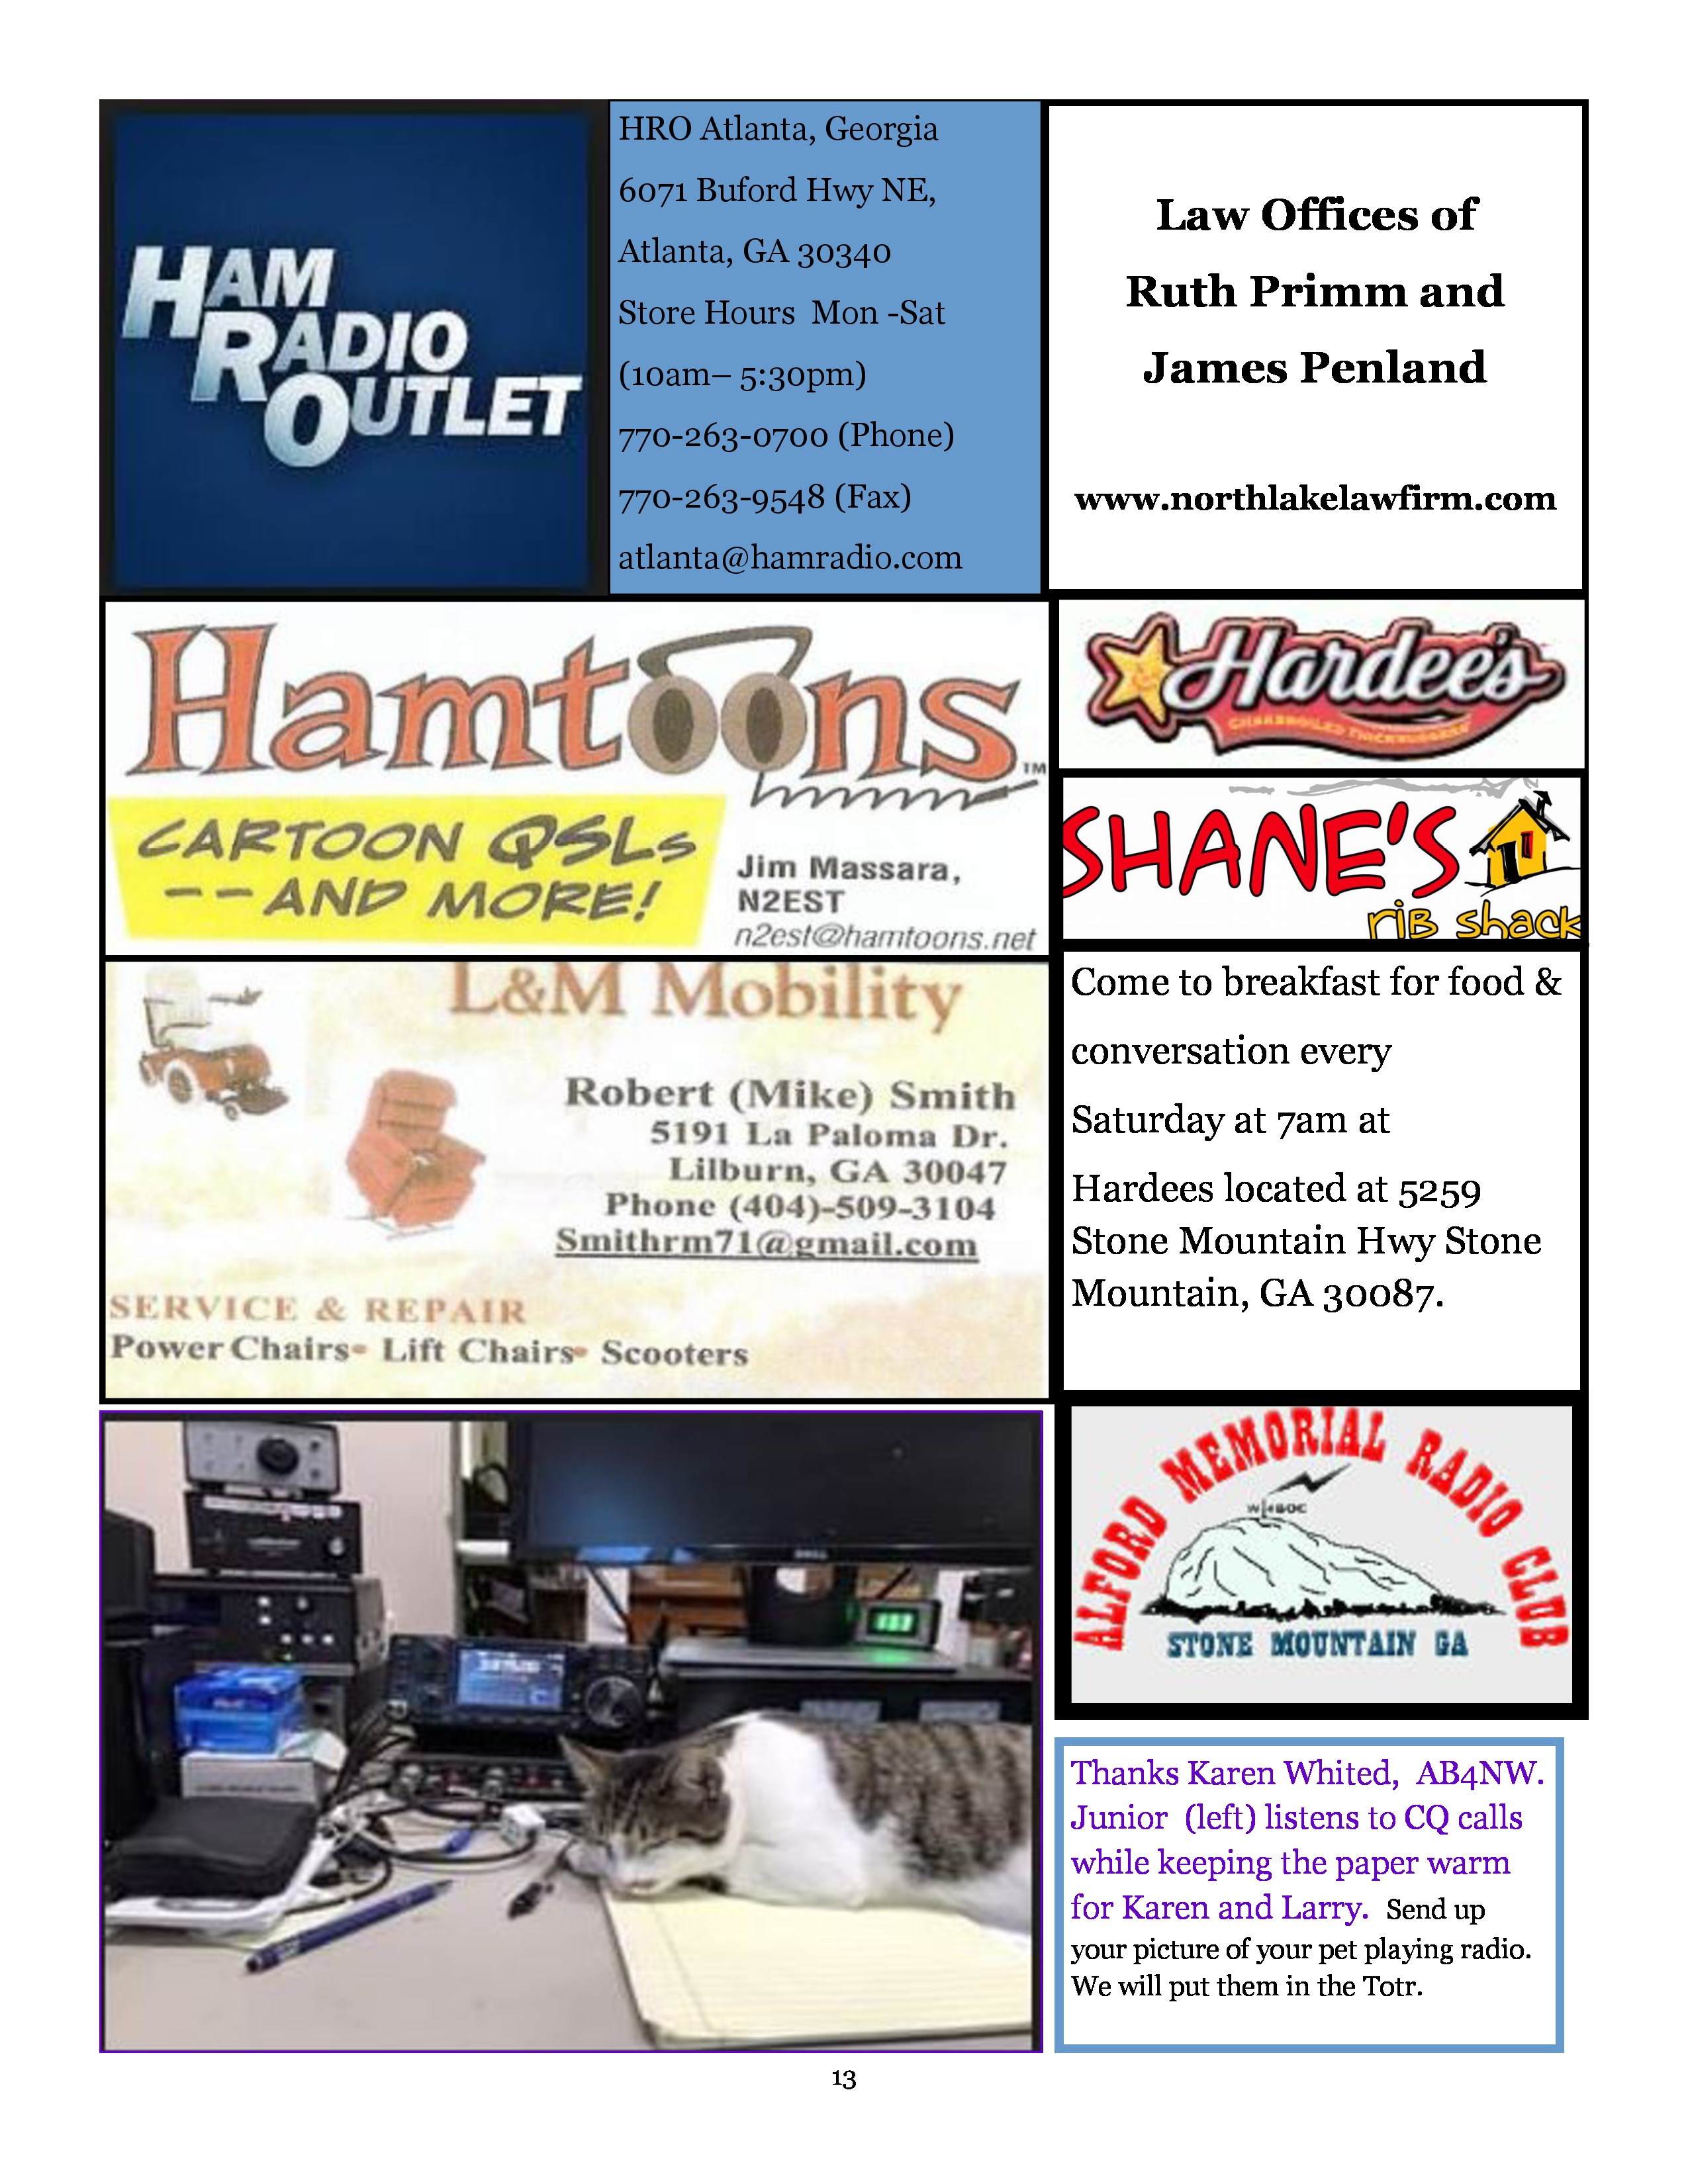 HAM
RADIO
OUTLET
HRO Atlanta, Georgia
6071 Buford Hwy NE,
Atlanta, GA 30340
Store Hours  Mon -Sat
(10am– 5:30pm)
770-263-0700 (Phone)
770-263-9548 (Fax)
atlanta@hamradio.com
Law Offices of
Ruth Primm and
James Penland
www.northlakelawfirm.com
Hamtoons™
CARTOON QSLs
--AND MORE!
Jim Massara,
N2EST
n2est@hamtoons.net
Hardee's
CHARBROILED THICKBURGERS
SHANE'S
rib shack
L&M Mobility
Robert (Mike) Smith
5191 La Paloma Dr.
Lilburn, GA 30047
Phone (404)-509-3104
Smithrm71@gmail.com
SERVICE & REPAIR
Power Chairs• Lift Chairs• Scooters
Come to breakfast for food &
conversation every
Saturday at 7am at
Hardees located at 5259
Stone Mountain Hwy Stone
Mountain, GA 30087.
ALFORD MEMORIAL RADIO CLUB
W4BOC
STONE MOUNTAIN GA
DELL
Thanks Karen Whited,  AB4NW.
Junior  (left) listens to CQ calls
while keeping the paper warm
for Karen and Larry.  Send up
your picture of your pet playing radio.
We will put them in the Totr.
13